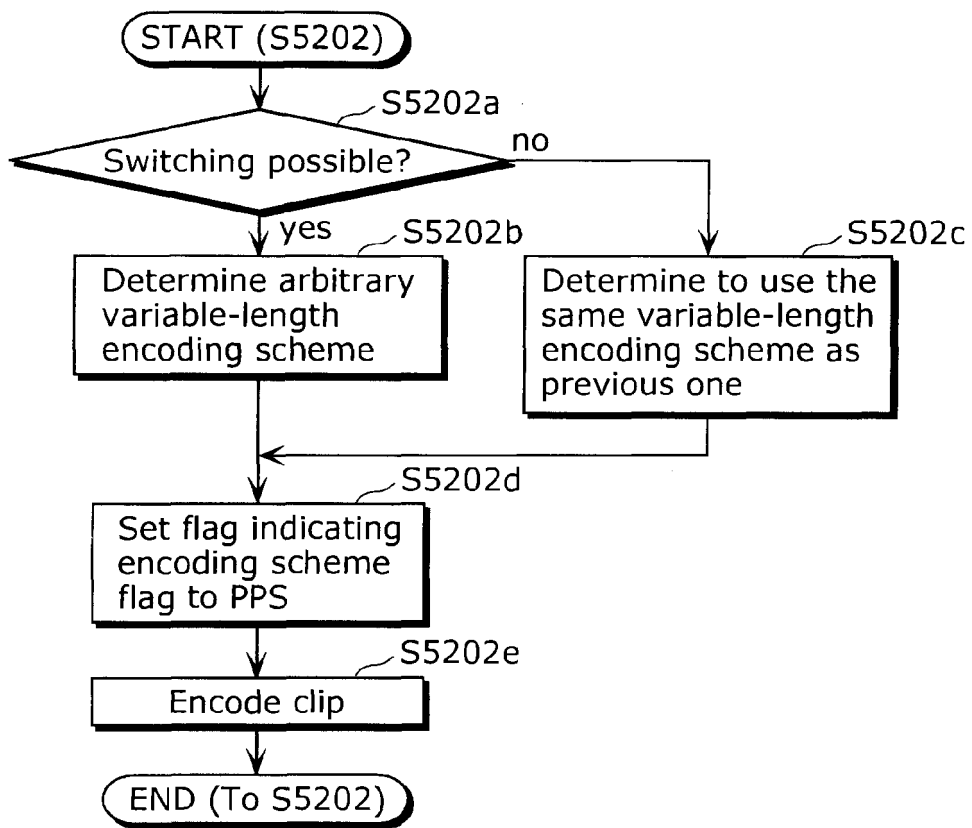 START (S5202)
S5202a
Switching possible?
no
yes
S5202b
S5202c
Determine arbitrary
variable-length
encoding scheme
Determine to use the
same variable-length
encoding scheme as
previous one
S5202d
Set flag indicating
encoding scheme
flag to PPS
S5202e
Encode clip
END (To S5202)